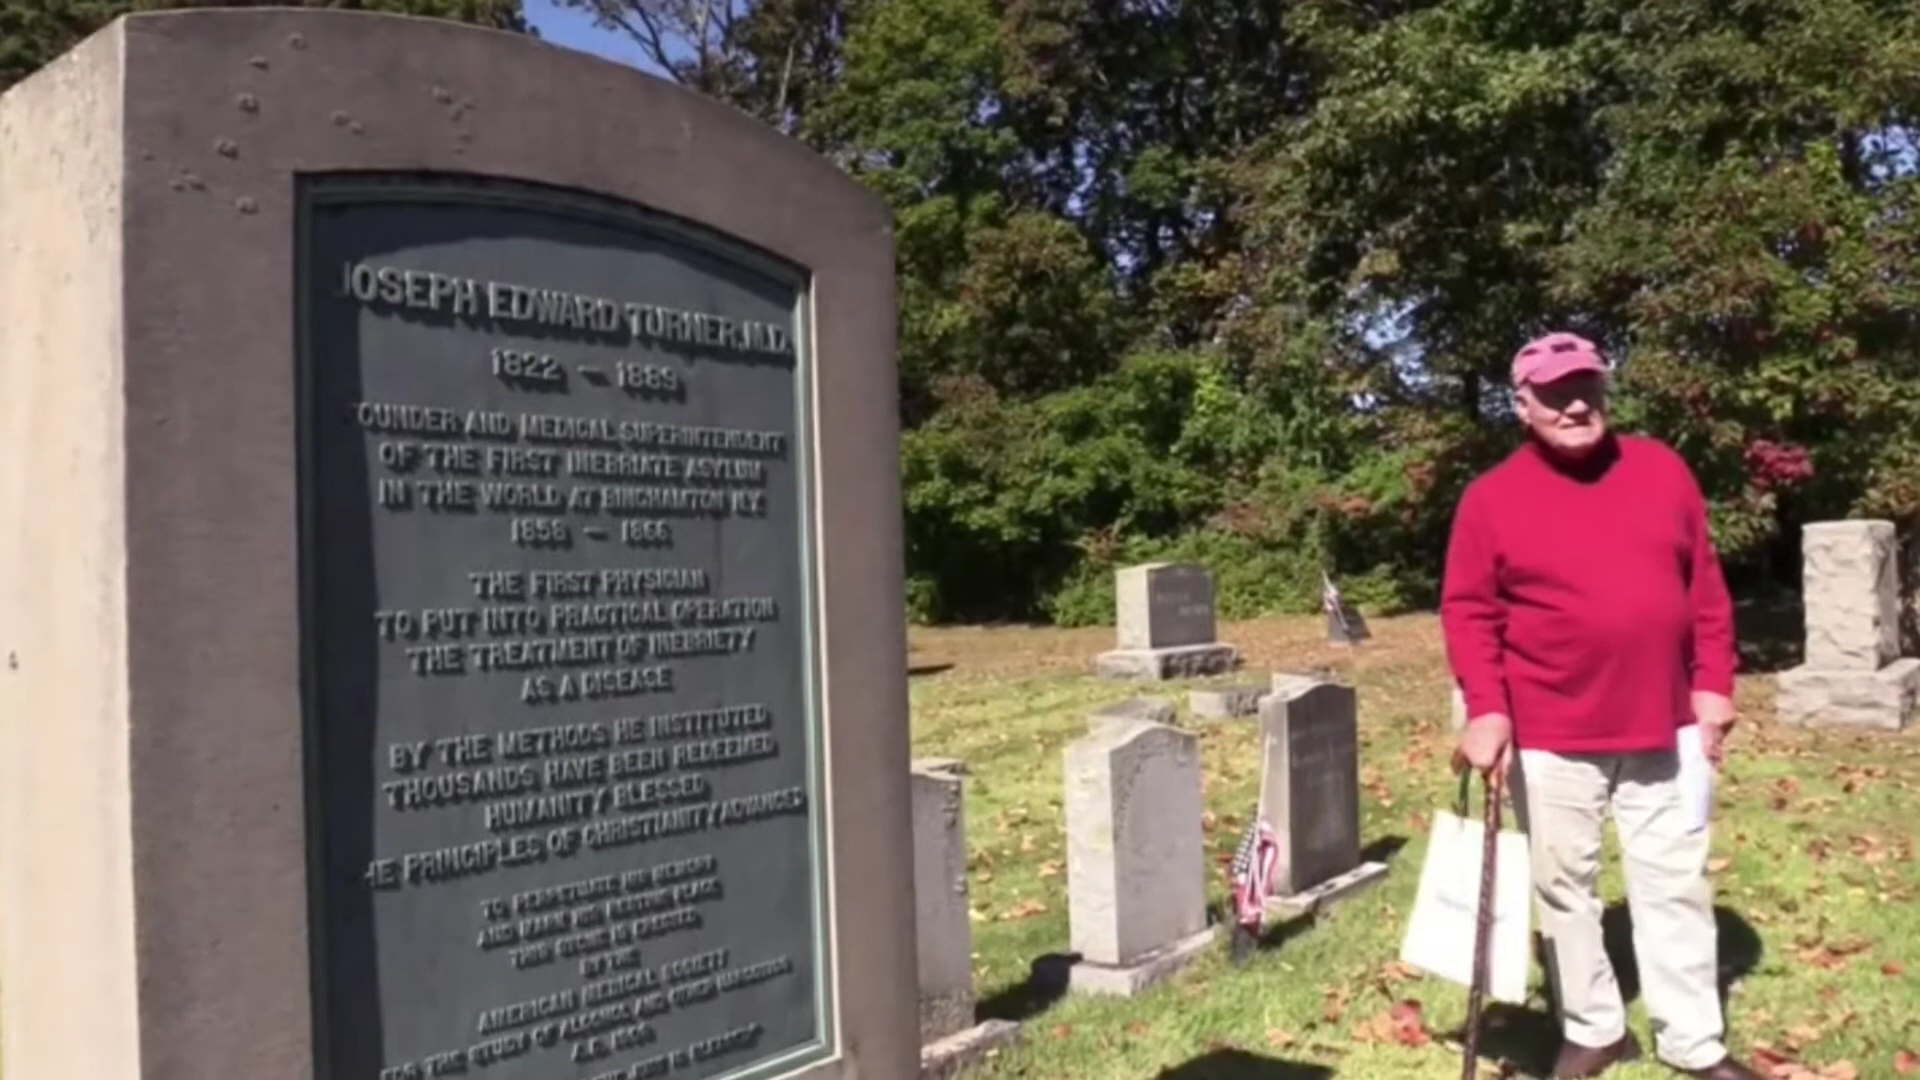 JOSEPH EDWARD TURNER, M.D.
1822 – 1889
FOUNDER AND MEDICAL SUPERINTENDENT
OF THE FIRST INEBRIATE ASYLUM
IN THE WORLD AT BINGHAMTON N.Y.
1858 – 1866
THE FIRST PHYSICIAN
TO PUT INTO PRACTICAL OPERATION
THE TREATMENT OF INEBRIETY
AS A DISEASE
BY THE METHODS HE INSTITUTED
THOUSANDS HAVE BEEN REDEEMED
HUMANITY BLESSED
HE PRINCIPLES OF CHRISTIANITY ADVANCED
TO PERPETUATE HIS MEMORY
AND MARK HIS RESTING PLACE
THIS STONE IS ERECTED
BY THE
AMERICAN MEDICAL SOCIETY
FOR THE STUDY OF ALCOHOL AND OTHER NARCOTICS
A.D.